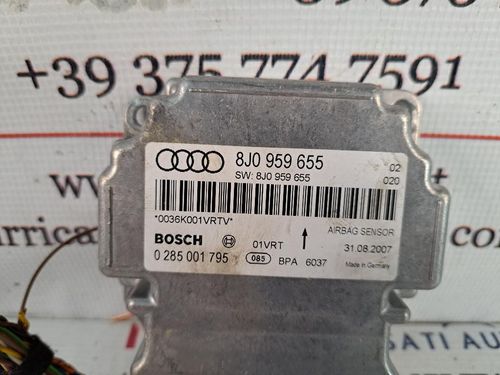 +39 375 774 7591
8J0 959 655
02
SW: 8J0 959 655
020
*0036K001VRTV*
AIRBAG SENSOR
BOSCH
01VRT
31.08.2007
0 285 001 795
085
BPA 6037
Made in Germany